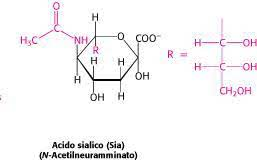 O
H₃C
C
NH
H
R
O
COO⁻
H
H
H
OH
OH
H
R =
H—C—OH
H—C—OH
CH₂OH
Acido sialico (Sia)
(N-Acetilneuramminato)